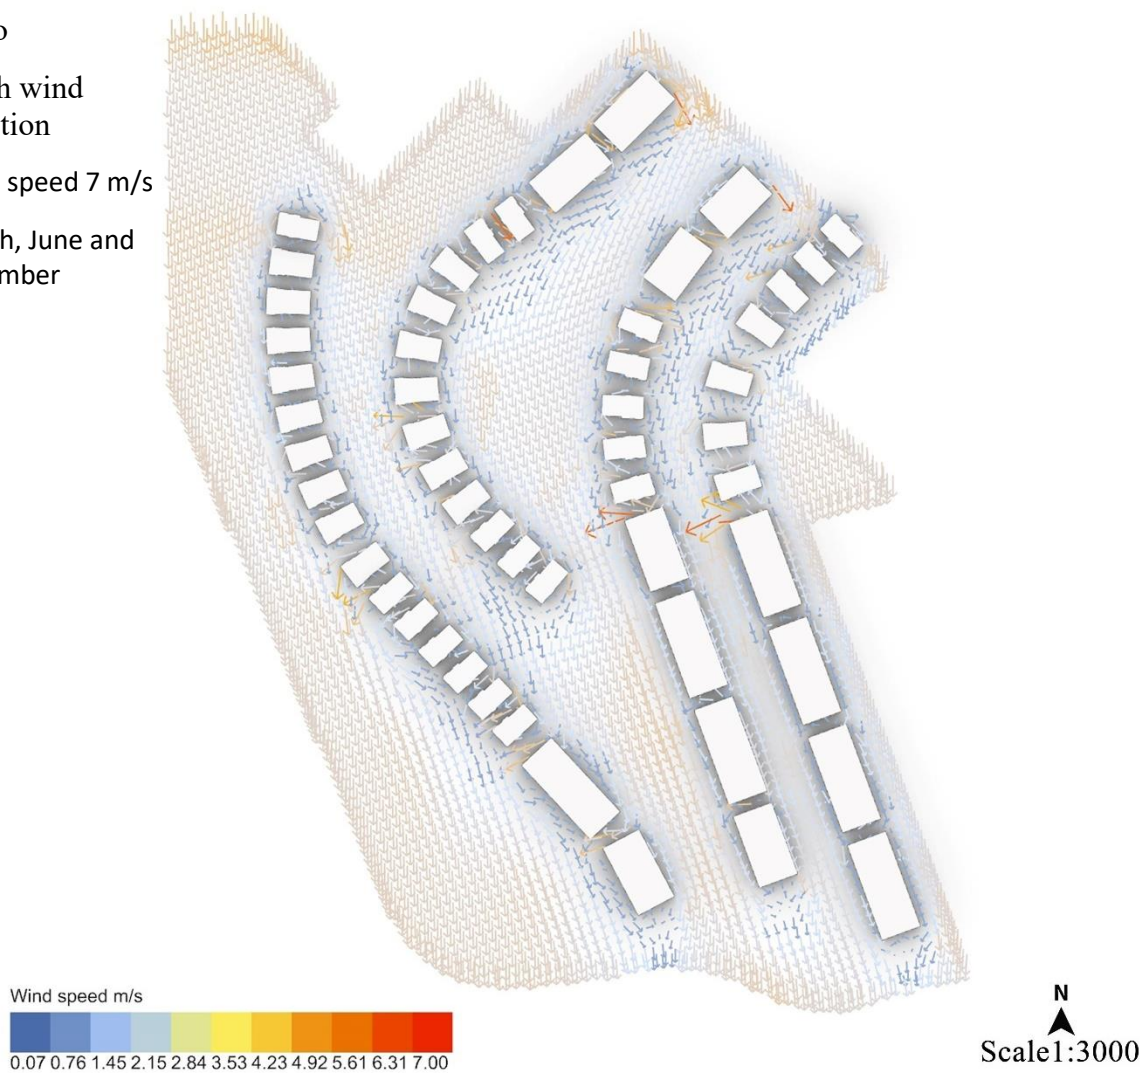 o
h wind
tion
speed 7 m/s
h, June and
mber
Wind speed m/s
0.07 0.76 1.45 2.15 2.84 3.53 4.23 4.92 5.61 6.31 7.00
N
Scale1:3000